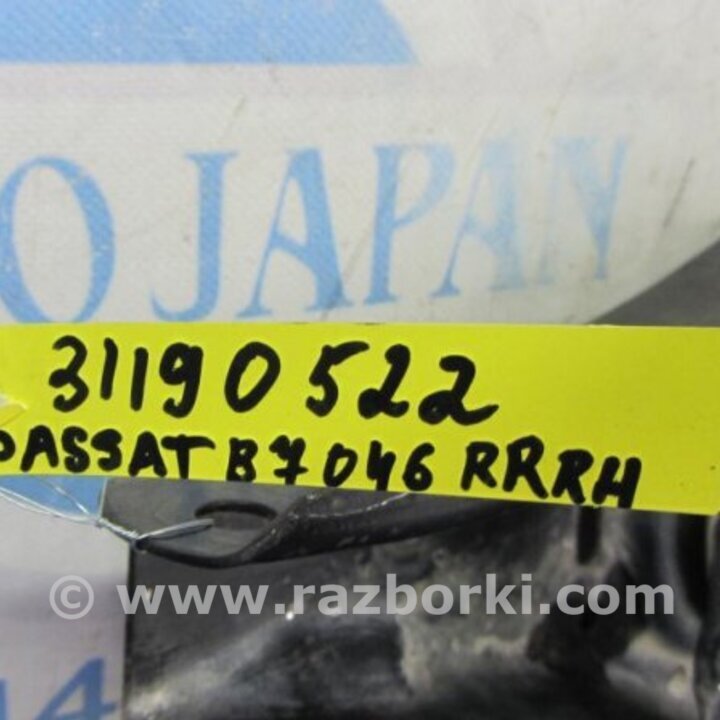 O JAPAN
31190522
PASSAT B7 046 RRRH
© www.razborki.com